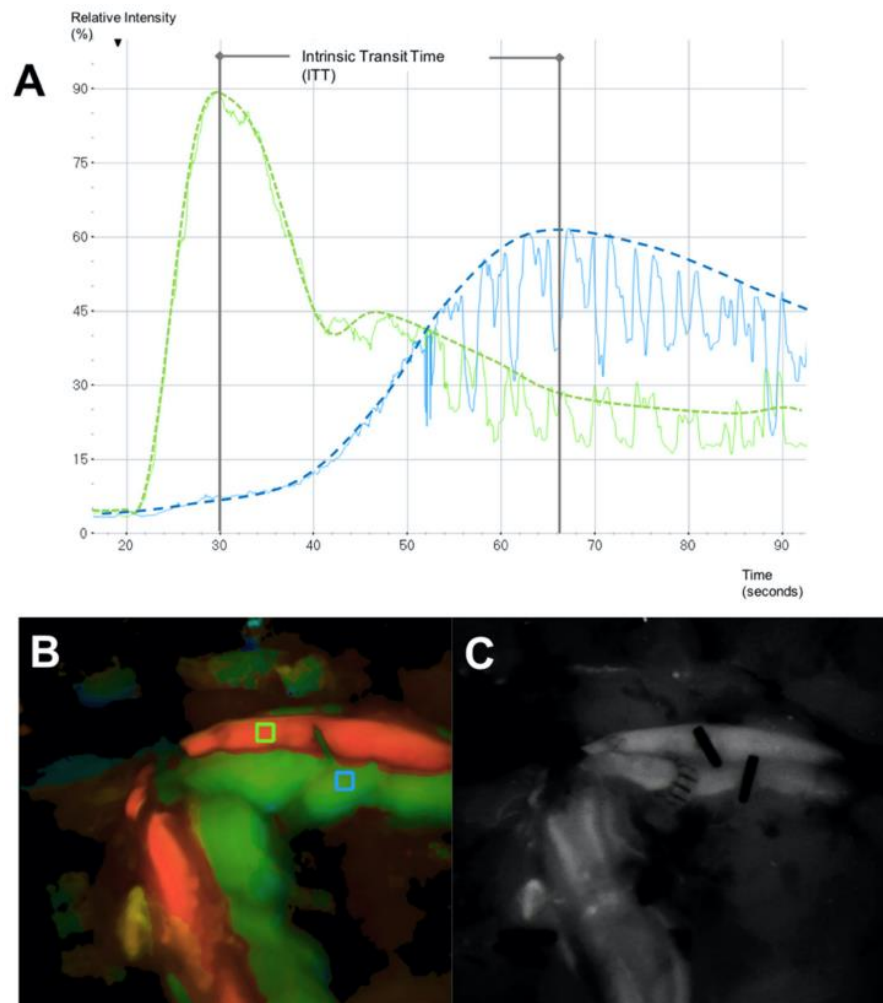 Relative Intensity
(%)
A
Intrinsic Transit Time
(ITT)
90
75
60
45
30
15
0
20 30 40 50 60 70 80 90
Time
(seconds)
B
C